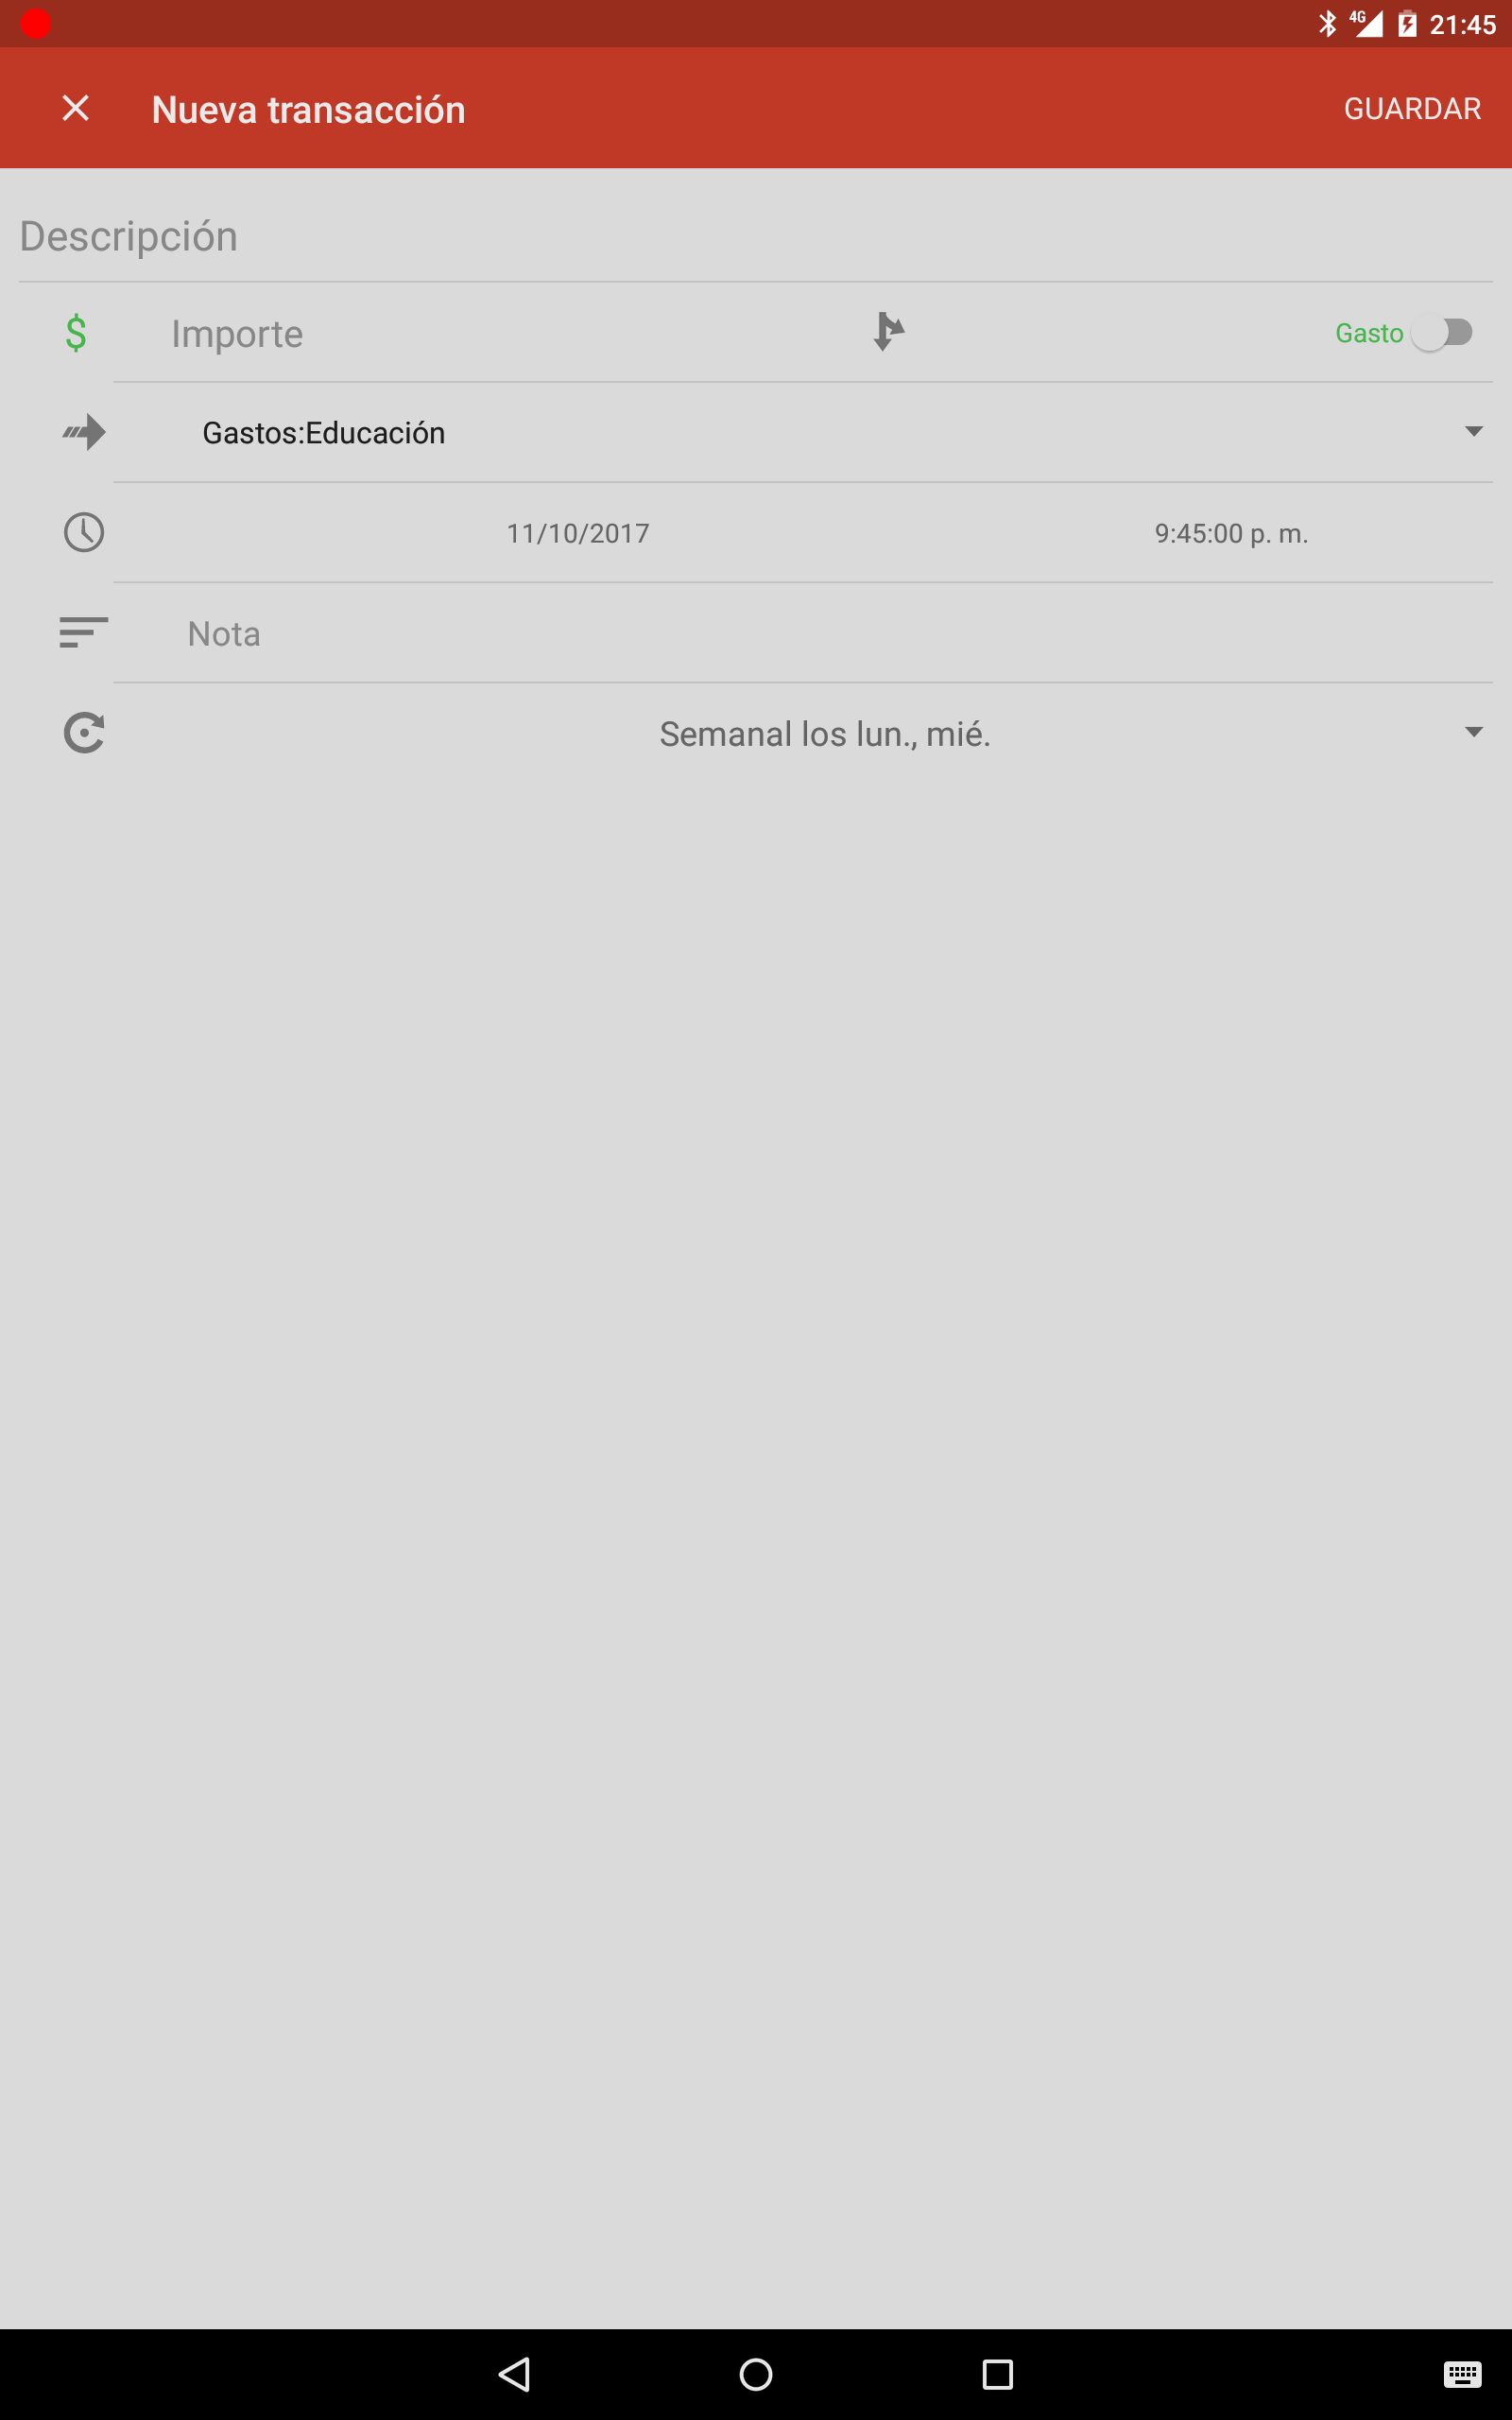 4G 21:45
Nueva transacción GUARDAR
Descripción
$ Importe Gasto
Gastos:Educación
11/10/2017 9:45:00 p. m.
Nota
Semanal los lun., mié.